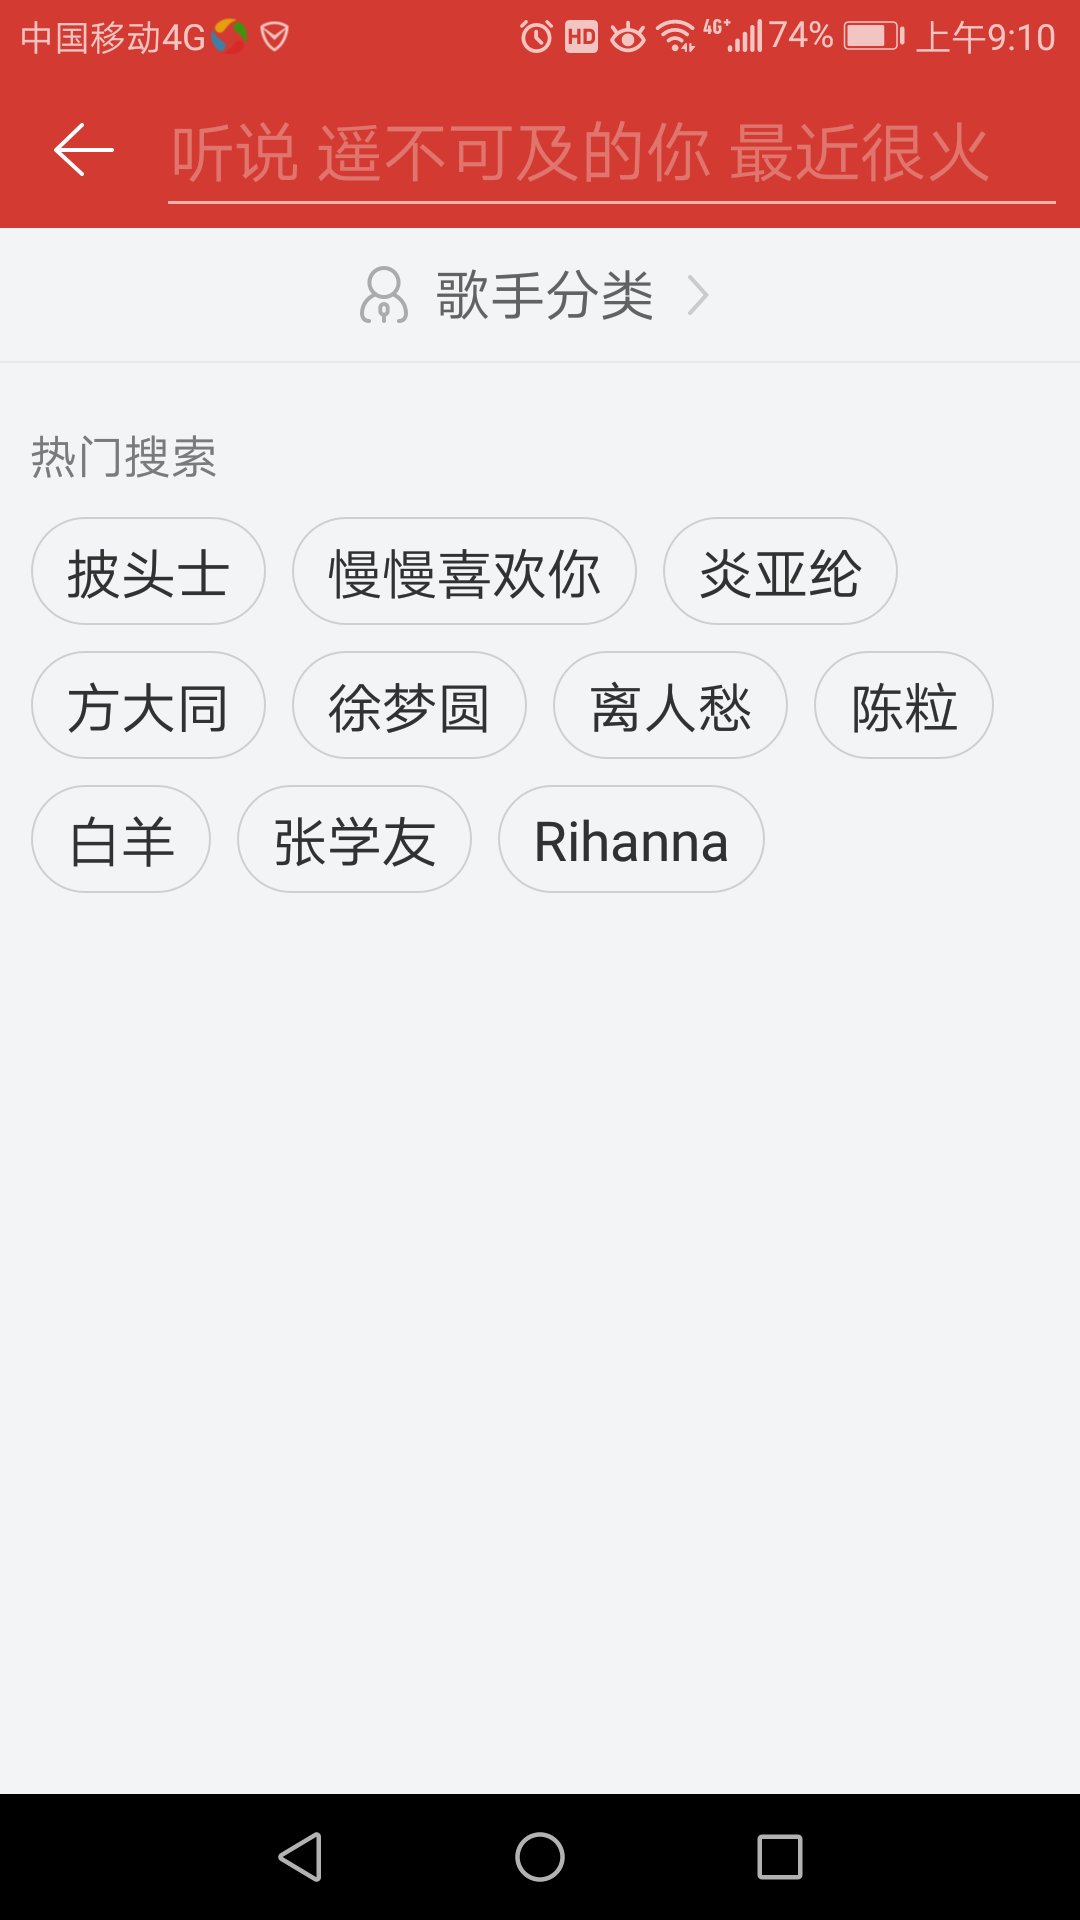 中国移动4G HD 4G+ 74% 上午9:10
听说 遥不可及的你 最近很火
歌手分类
热门搜索
披头士 慢慢喜欢你 炎亚纶
方大同 徐梦圆 离人愁 陈粒
白羊 张学友 Rihanna